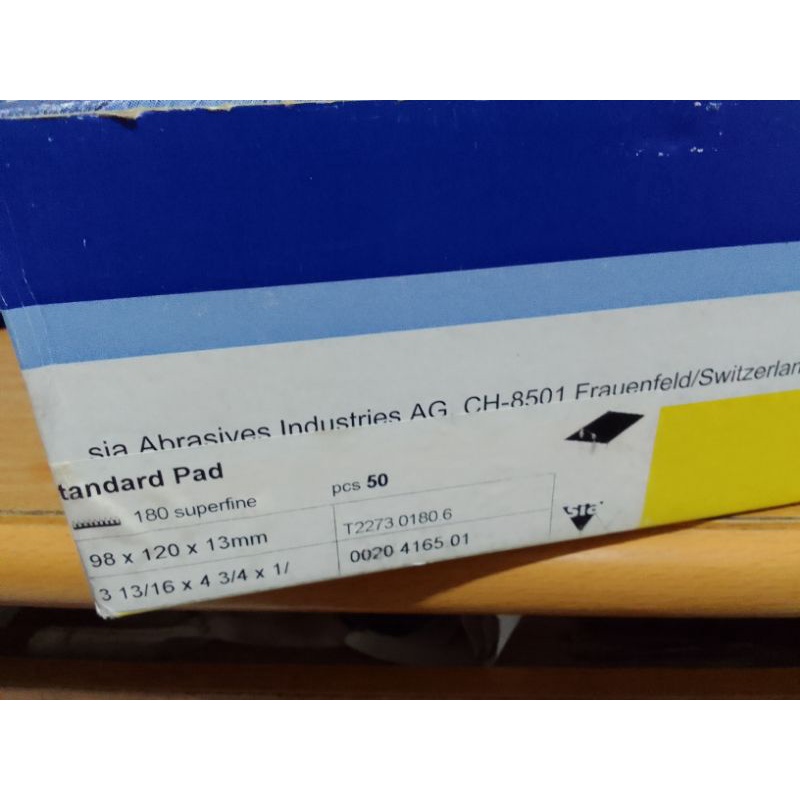 sia Abrasives Industries AG, CH-8501 Frauenfeld/Switzerlan
tandard Pad
180 superfine
pcs 50
98 x 120 x 13mm
T2273 0180 6
3 13/16 x 4 3/4 x 1/
0020 4165 01
sia